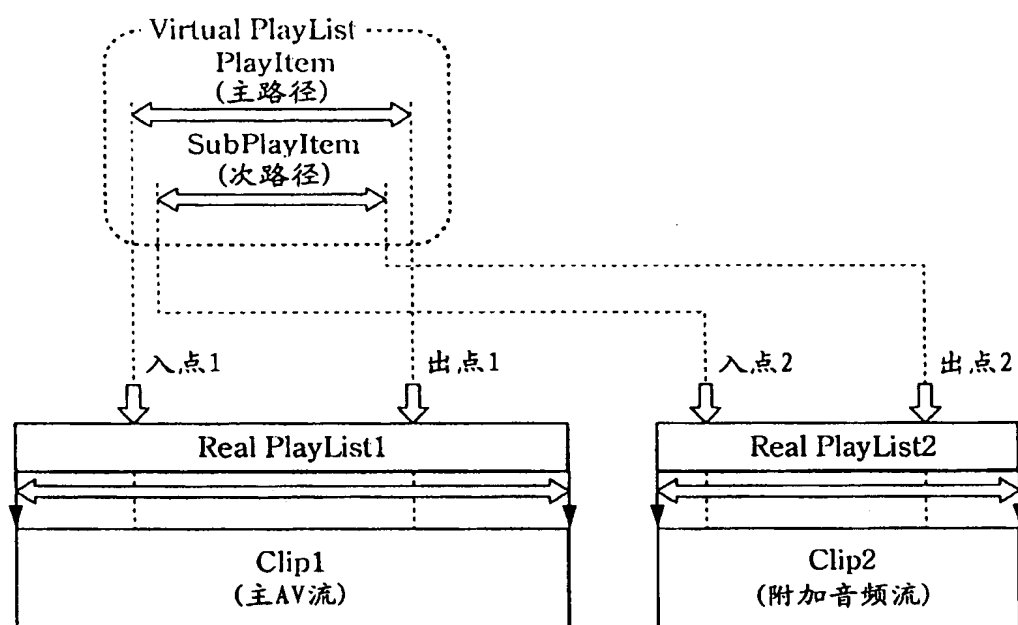 Virtual PlayList
PlayItem
(主路径)
SubPlayItem
(次路径)
入点1
出点1
入点2
出点2
Real PlayList1
Real PlayList2
Clip1
(主AV流)
Clip2
(附加音频流)